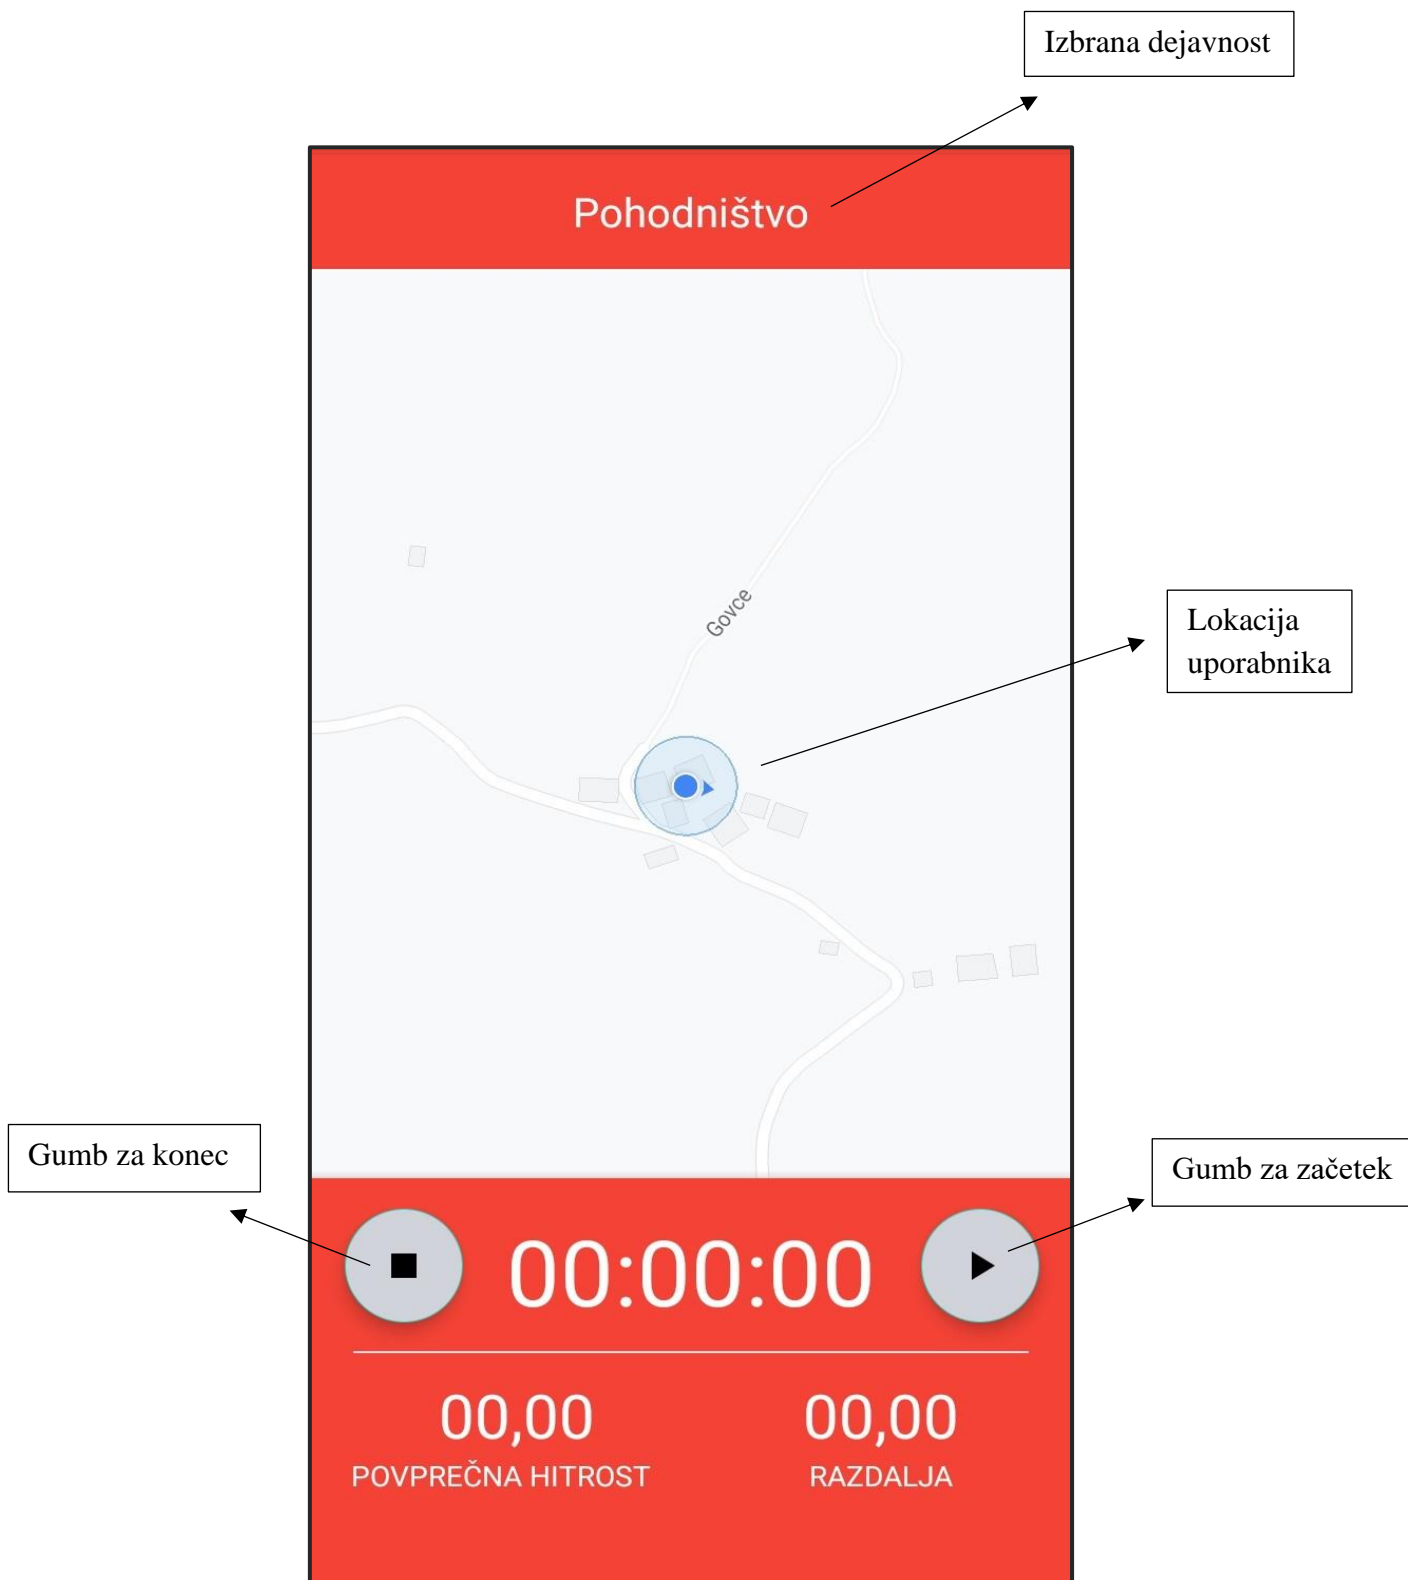 Izbrana dejavnost
Pohodništvo
Govce
Lokacija
uporabnika
Gumb za konec
Gumb za začetek
00:00:00
00,00
00,00
POVPREČNA HITROST
RAZDALJA